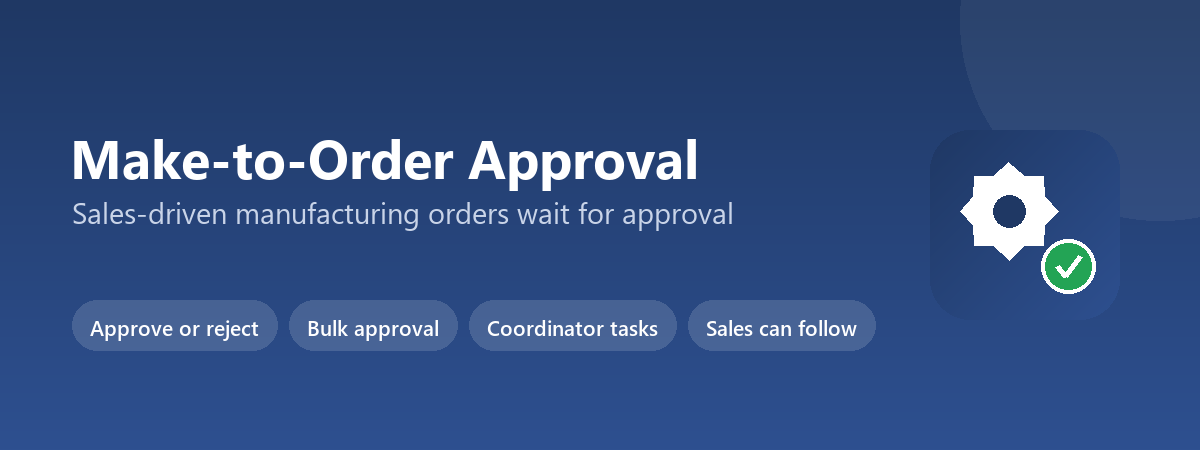 Make-to-Order Approval
Sales-driven manufacturing orders wait for approval
Approve or reject
Bulk approval
Coordinator tasks
Sales can follow